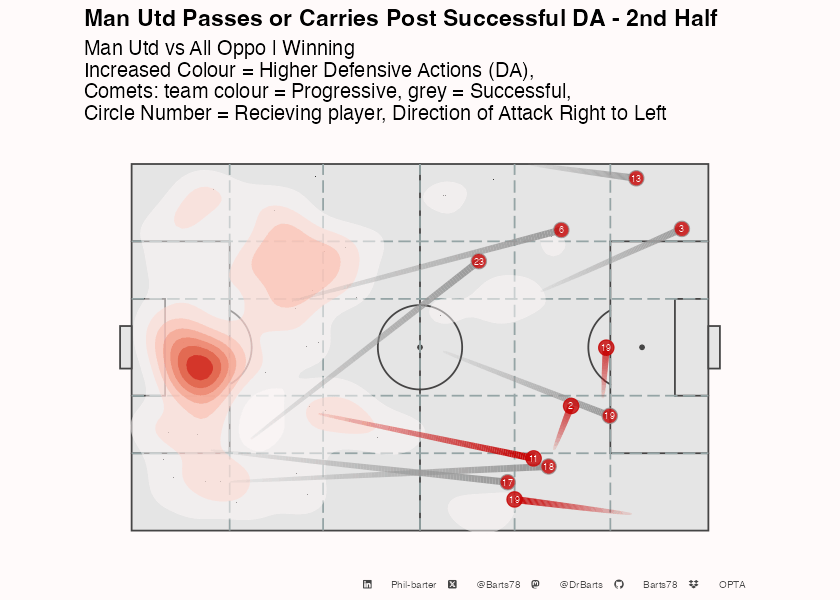 Man Utd Passes or Carries Post Successful DA - 2nd Half
Man Utd vs All Oppo | Winning
Increased Colour = Higher Defensive Actions (DA),
Comets: team colour = Progressive, grey = Successful,
Circle Number = Recieving player, Direction of Attack Right to Left
13
6
3
23
19
2
19
11
18
17
19
Phil-barter @Barts78 @DrBarts Barts78 OPTA